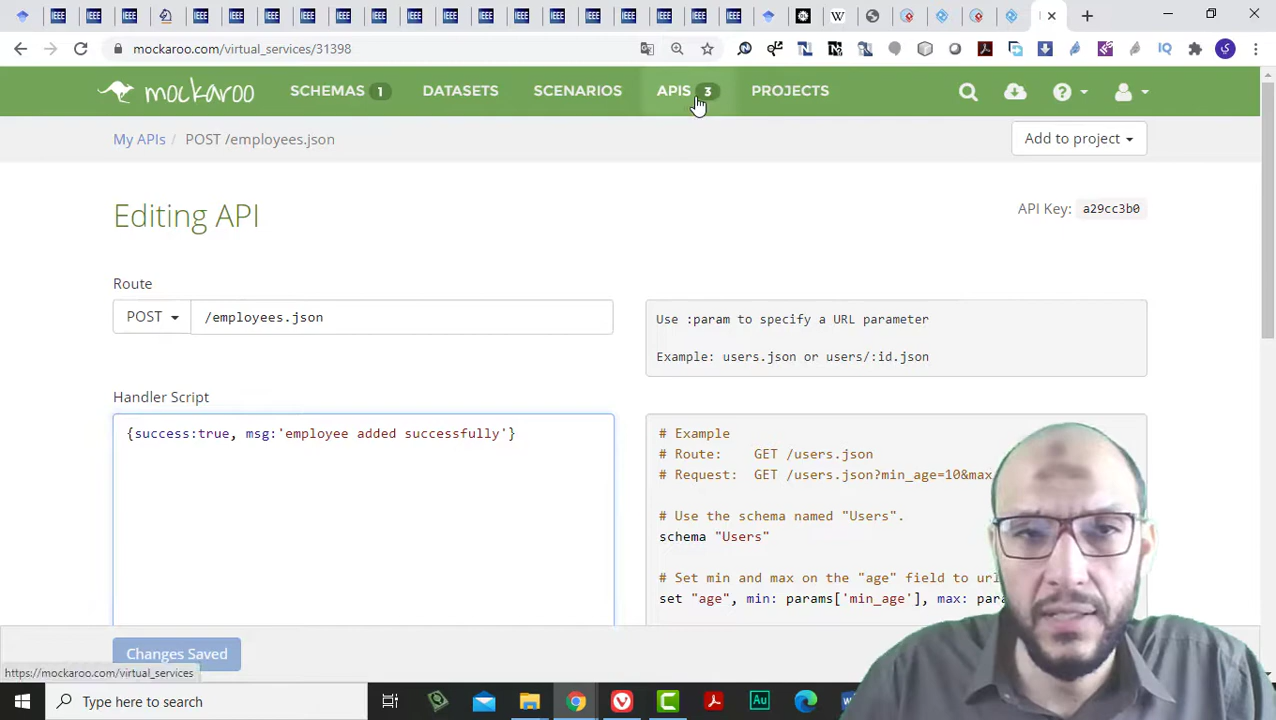 mockaroo.com/virtual_services/31398
mockaroo
SCHEMAS 1
DATASETS
SCENARIOS
APIS 3
PROJECTS
My APIs / POST /employees.json
Add to project
Editing API
API Key: a29cc3b0
Route
POST
/employees.json
Use :param to specify a URL parameter
Example: users.json or users/:id.json
Handler Script
{success:true, msg:'employee added successfully'}
# Example
# Route: GET /users.json
# Request: GET /users.json?min_age=10&max
# Use the schema named "Users".
schema "Users"
# Set min and max on the "age" field to url
set "age", min: params['min_age'], max: para
Changes Saved
https://mockaroo.com/virtual_services
Type here to search